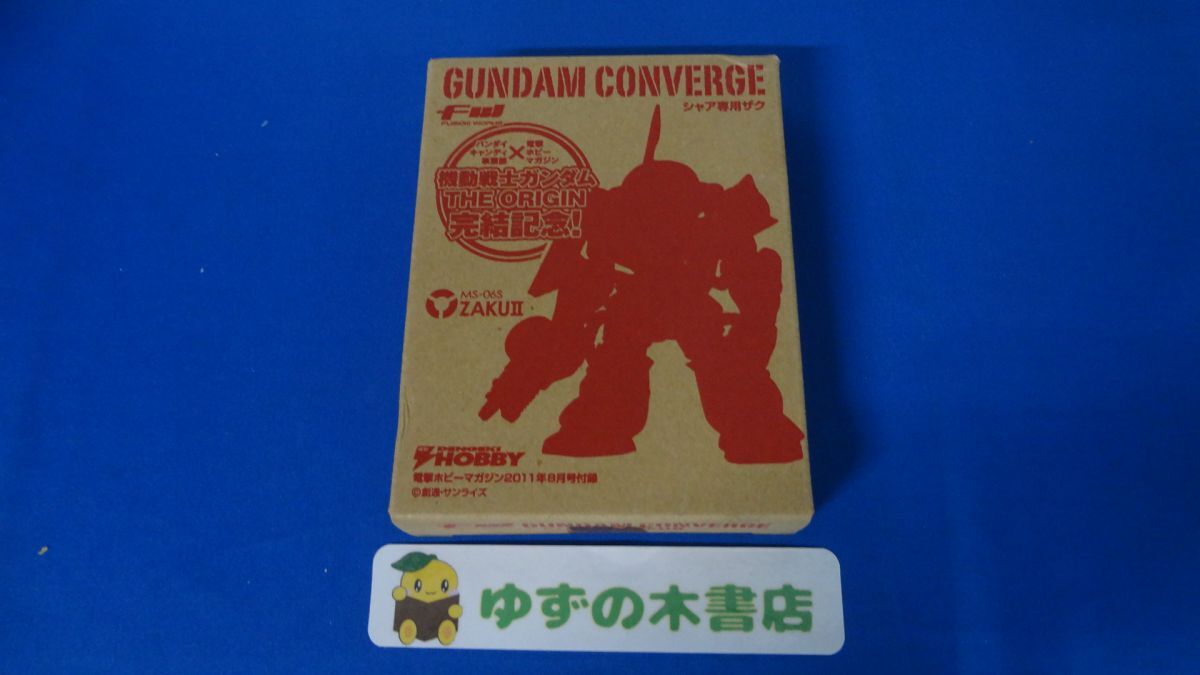 GUNDAM CONVERGE
シャア専用ザク
FW
FUSION WORKS
バンダイ
キャンディ
事業部
×
電撃
ホビー
マガジン
機動戦士ガンダム
THE ORIGIN
完結記念!
MS-06S
ZAKUII
DENGEKI
HOBBY
電撃ホビーマガジン2011年8月号付録
©創通・サンライズ
GUNDAM CONVERGE
ゆずの木書店